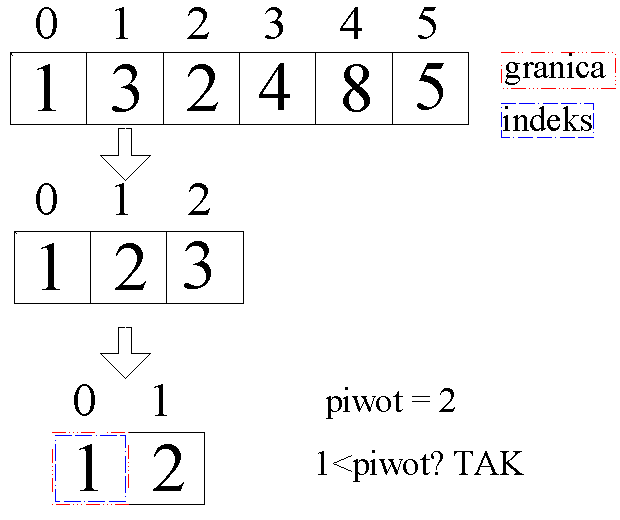 0 1 2 3 4 5
1 3 2 4 8 5
granica
indeks
0 1 2
1 2 3
0 1
1 2
piwot = 2
1<piwot? TAK